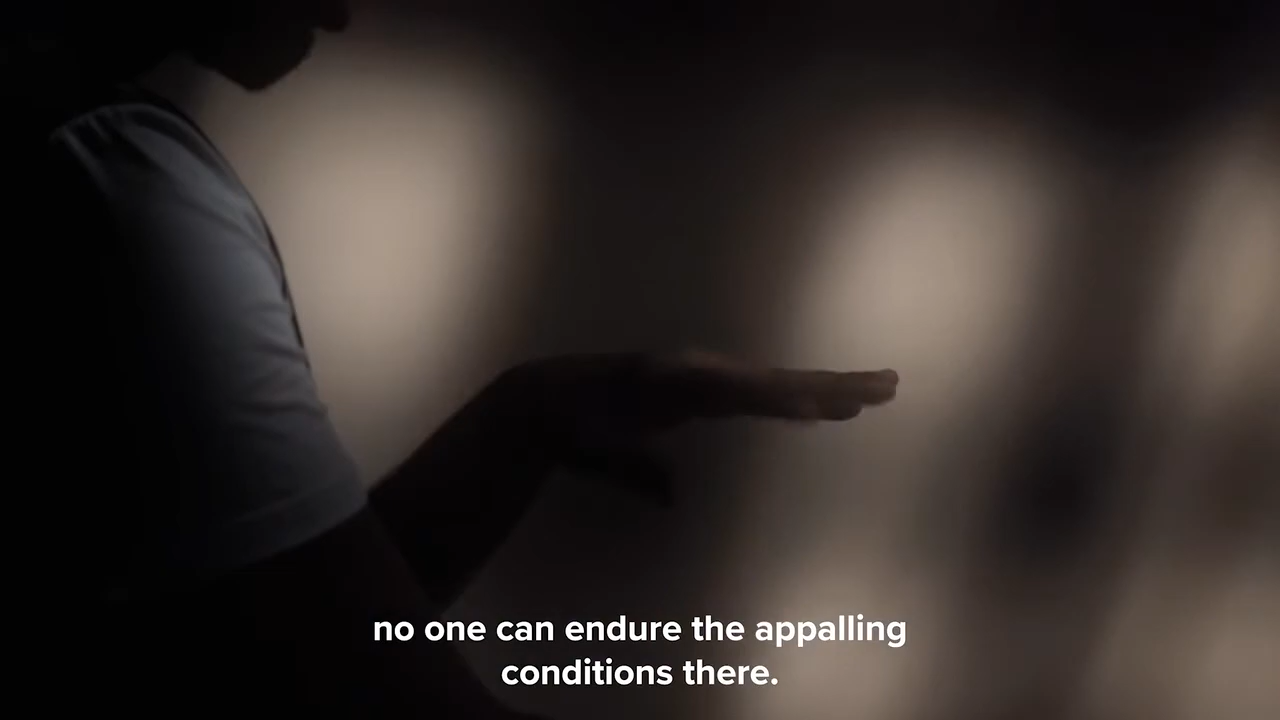 no one can endure the appalling
conditions there.